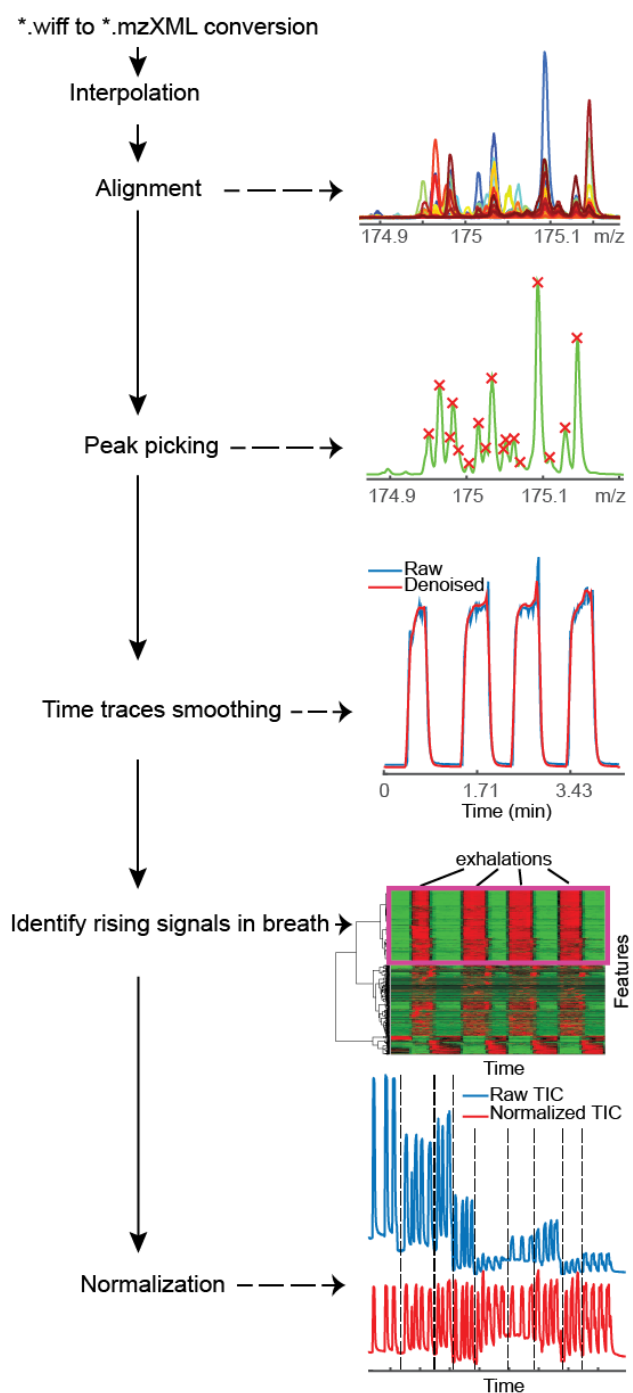 *.wiff to *.mzXML conversion
Interpolation
Alignment
174.9 175 175.1 m/z
Peak picking
174.9 175 175.1 m/z
Raw
Denoised
Time traces smoothing
0 1.71 3.43
Time (min)
exhalations
Identify rising signals in breath
Features
Time
Raw TIC
Normalized TIC
Normalization
Time